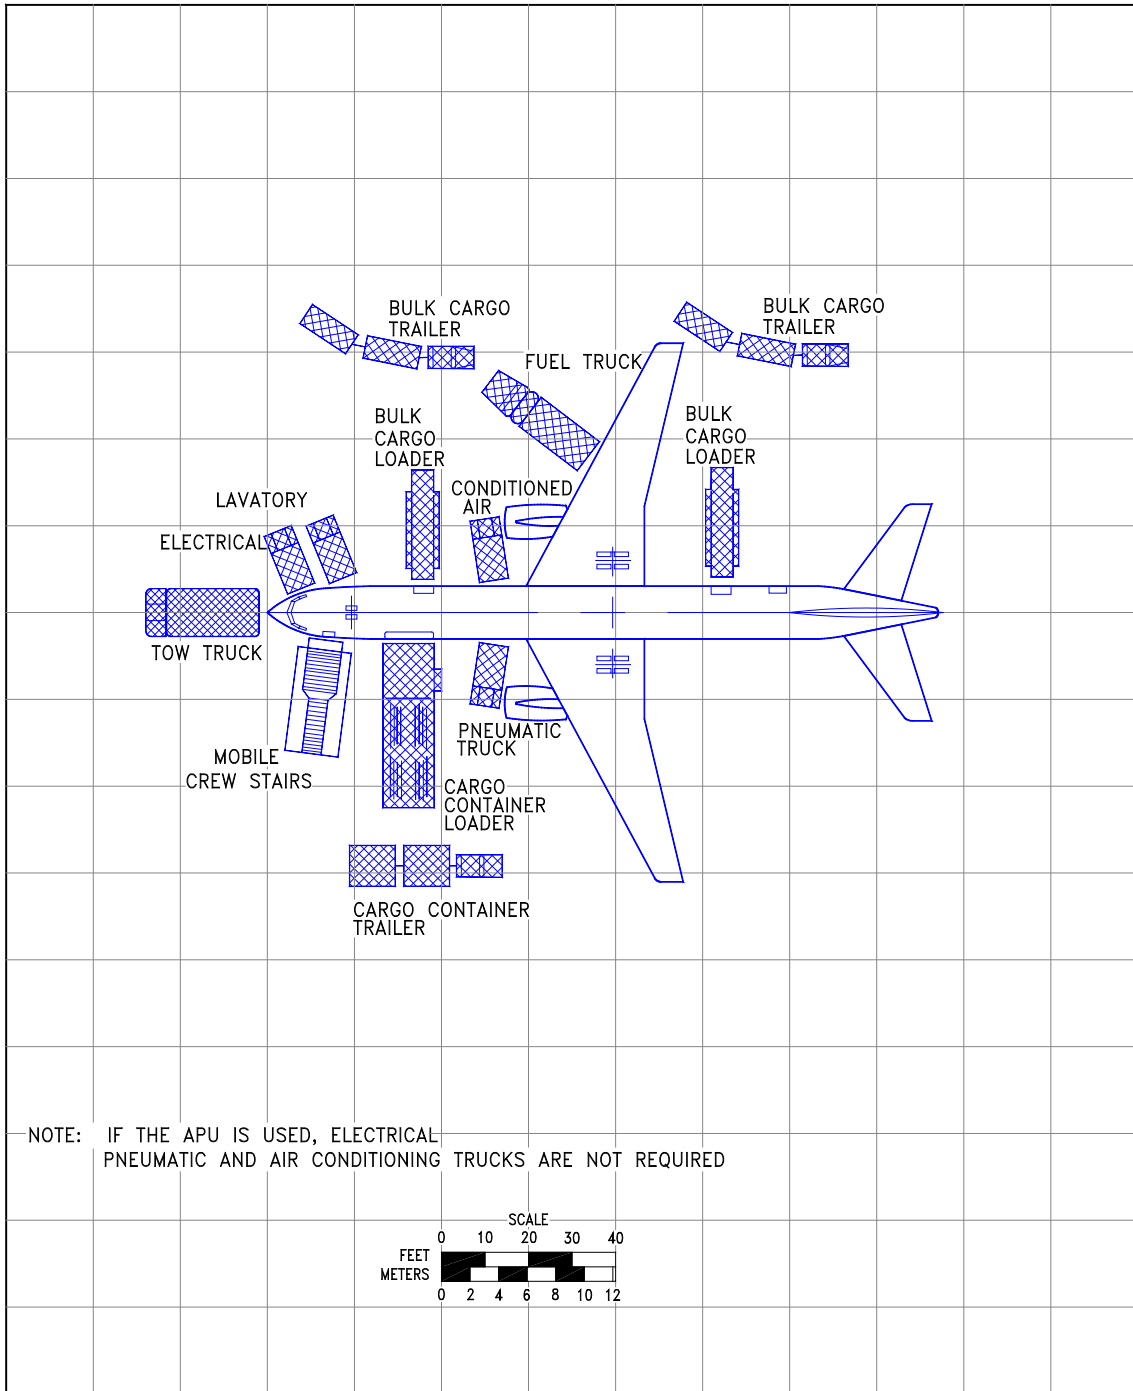 BULK CARGO
TRAILER
BULK CARGO
TRAILER
FUEL TRUCK
BULK
CARGO
LOADER
BULK
CARGO
LOADER
CONDITIONED
AIR
LAVATORY
ELECTRICAL
TOW TRUCK
PNEUMATIC
TRUCK
MOBILE
CREW STAIRS
CARGO
CONTAINER
LOADER
CARGO CONTAINER
TRAILER
NOTE: IF THE APU IS USED, ELECTRICAL
PNEUMATIC AND AIR CONDITIONING TRUCKS ARE NOT REQUIRED
SCALE
0 10 20 30 40
FEET
METERS
0 2 4 6 8 10 12